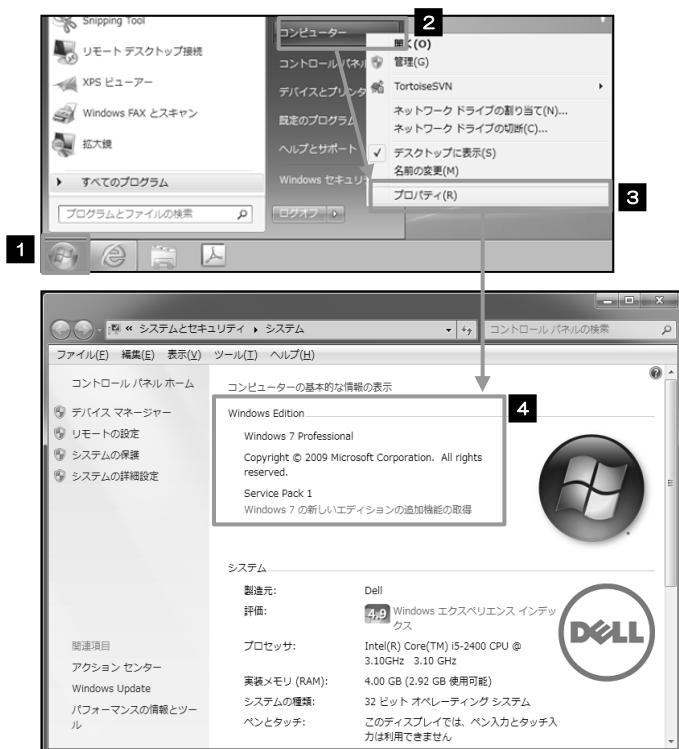 Snipping Tool
リモート デスクトップ接続
XPS ビューアー
Windows FAX とスキャン
拡大鏡
すべてのプログラム
プログラムとファイルの検索
コンピューター
コントロール パネル
デバイスとプリンタ
既定のプログラム
ヘルプとサポート
Windows セキュリ
ログオフ
2
開く(O)
管理(G)
TortoiseSVN
ネットワーク ドライブの割り当て(N)...
ネットワーク ドライブの切断(C)...
デスクトップに表示(S)
名前の変更(M)
プロパティ(R)
3
1
« システムとセキュリティ ▸ システム
コントロール パネルの検索
ファイル(F) 編集(E) 表示(V) ツール(T) ヘルプ(H)
コントロール パネル ホーム
デバイス マネージャー
リモートの設定
システムの保護
システムの詳細設定
コンピューターの基本的な情報の表示
4
Windows Edition
Windows 7 Professional
Copyright © 2009 Microsoft Corporation. All rights
reserved.
Service Pack 1
Windows 7 の新しいエディションの追加機能の取得
システム
製造元: Dell
評価: 4.9 Windows エクスペリエンス インデッ
クス
プロセッサ: Intel(R) Core(TM) i5-2400 CPU @
3.10GHz 3.10 GHz
実装メモリ (RAM): 4.00 GB (2.92 GB 使用可能)
システムの種類: 32 ビット オペレーティング システム
ペンとタッチ: このディスプレイでは、ペン入力とタッチ入
力は利用できません
DELL
関連項目
アクション センター
Windows Update
パフォーマンスの情報とツー
ル